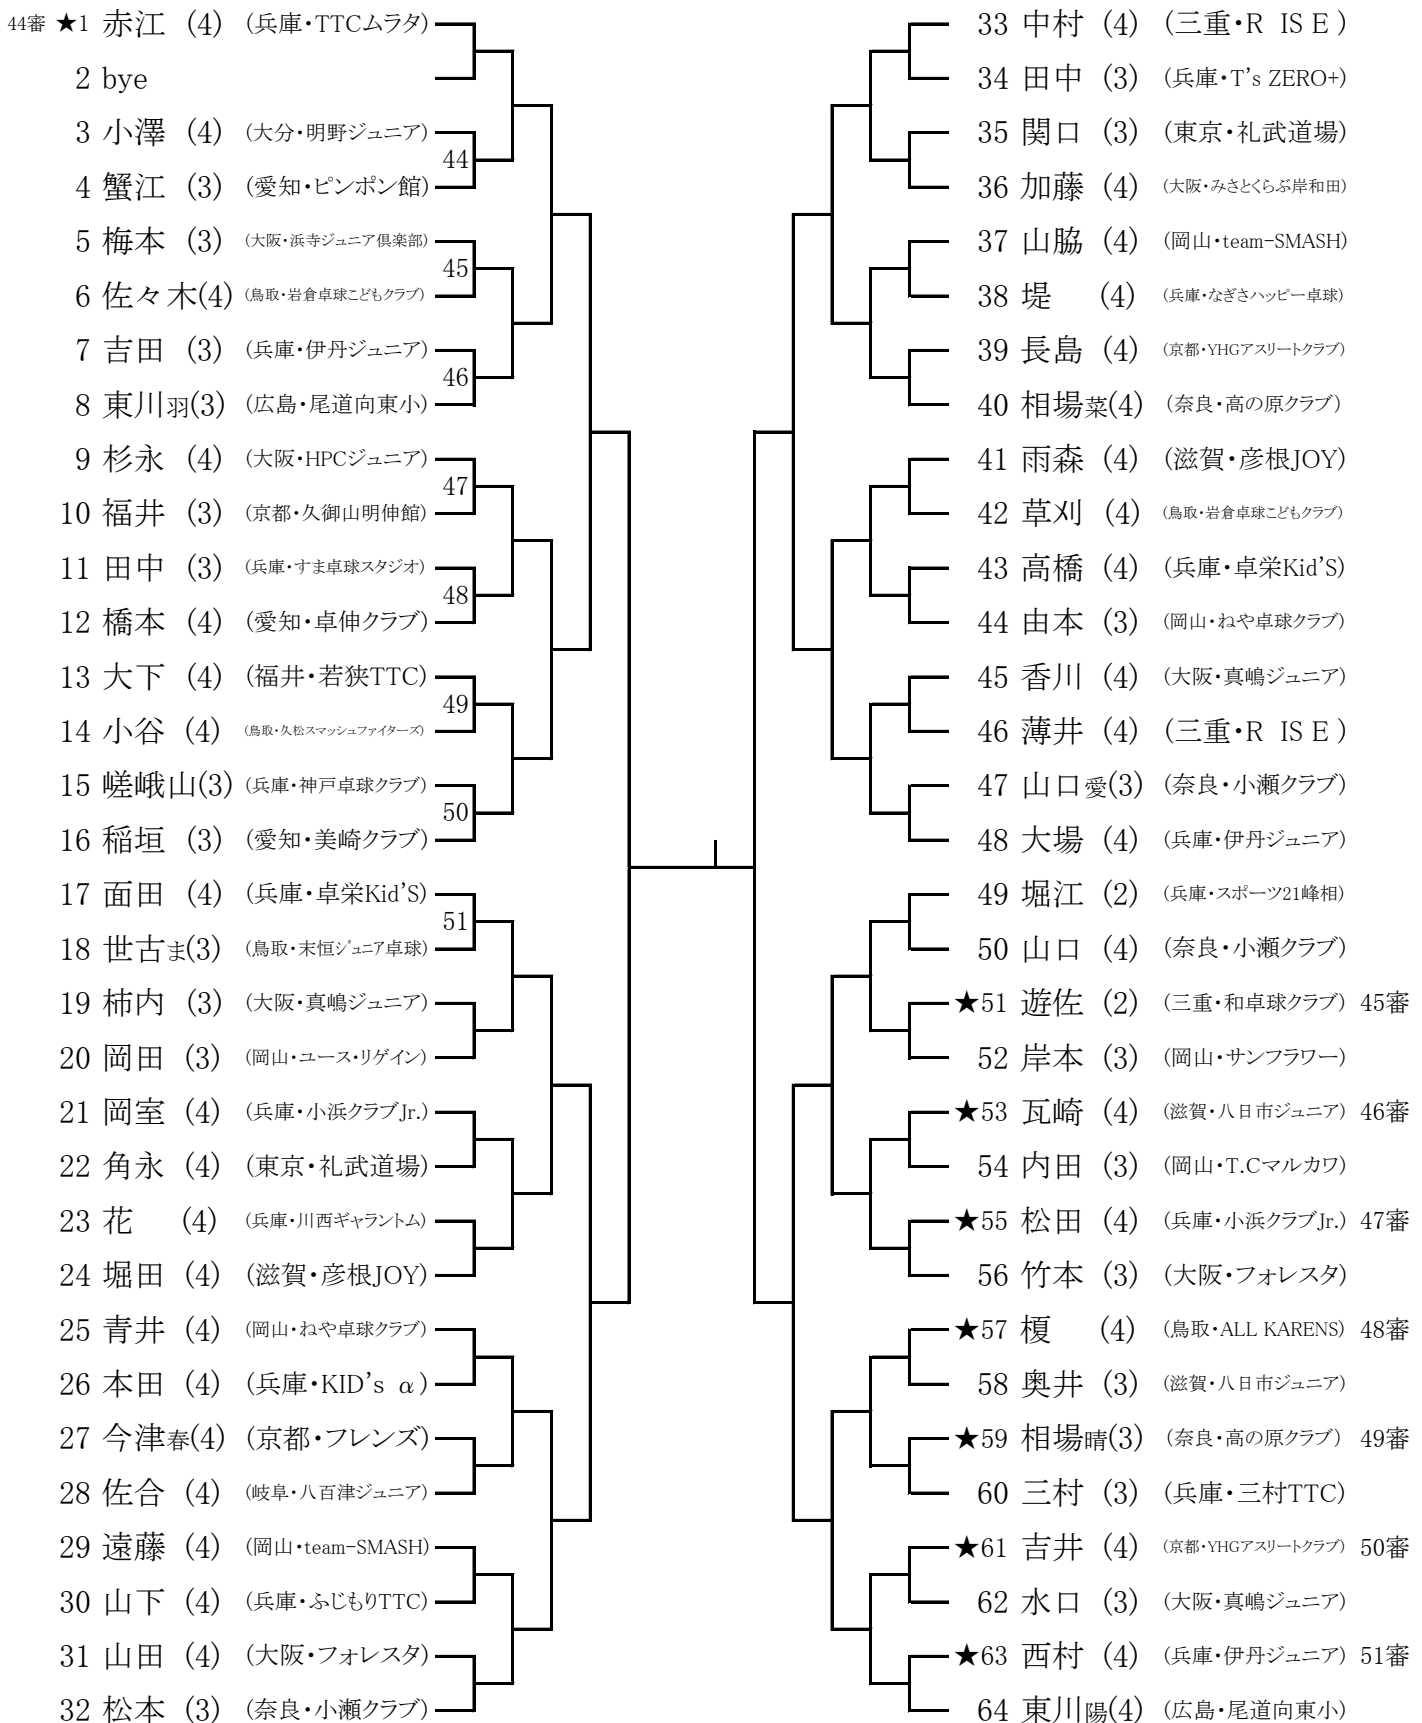 44審 ★1 赤江 (4) (兵庫・TTCムラタ)
2 bye
3 小澤 (4) (大分・明野ジュニア)
44
4 蟹江 (3) (愛知・ピンポン館)
5 梅本 (3) (大阪・浜寺ジュニア倶楽部)
45
6 佐々木(4) (鳥取・岩倉卓球こどもクラブ)
7 吉田 (3) (兵庫・伊丹ジュニア)
46
8 東川羽(3) (広島・尾道向東小)
9 杉永 (4) (大阪・HPCジュニア)
47
10 福井 (3) (京都・久御山明伸館)
11 田中 (3) (兵庫・すま卓球スタジオ)
48
12 橋本 (4) (愛知・卓伸クラブ)
13 大下 (4) (福井・若狭TTC)
49
14 小谷 (4) (鳥取・久松スマッシュファイターズ)
15 嵯峨山(3) (兵庫・神戸卓球クラブ)
50
16 稲垣 (3) (愛知・美崎クラブ)
17 面田 (4) (兵庫・卓栄Kid'S)
51
18 世古ま(3) (鳥取・末恒ジュニア卓球)
19 柿内 (3) (大阪・真嶋ジュニア)
20 岡田 (3) (岡山・ユース・リゲイン)
21 岡室 (4) (兵庫・小浜クラブJr.)
22 角永 (4) (東京・礼武道場)
23 花 (4) (兵庫・川西ギャラントム)
24 堀田 (4) (滋賀・彦根JOY)
25 青井 (4) (岡山・ねや卓球クラブ)
26 本田 (4) (兵庫・KID's α)
27 今津春(4) (京都・フレンズ)
28 佐合 (4) (岐阜・八百津ジュニア)
29 遠藤 (4) (岡山・team-SMASH)
30 山下 (4) (兵庫・ふじもりTTC)
31 山田 (4) (大阪・フォレスタ)
32 松本 (3) (奈良・小瀬クラブ)
33 中村 (4) (三重・R ISE)
34 田中 (3) (兵庫・T's ZERO+)
35 関口 (3) (東京・礼武道場)
36 加藤 (4) (大阪・みさとくらぶ岸和田)
37 山脇 (4) (岡山・team-SMASH)
38 堤 (4) (兵庫・なぎさハッピー卓球)
39 長島 (4) (京都・YHGアスリートクラブ)
40 相場菜(4) (奈良・高の原クラブ)
41 雨森 (4) (滋賀・彦根JOY)
42 草刈 (4) (鳥取・岩倉卓球こどもクラブ)
43 高橋 (4) (兵庫・卓栄Kid'S)
44 由本 (3) (岡山・ねや卓球クラブ)
45 香川 (4) (大阪・真嶋ジュニア)
46 薄井 (4) (三重・R ISE)
47 山口愛(3) (奈良・小瀬クラブ)
48 大場 (4) (兵庫・伊丹ジュニア)
49 堀江 (2) (兵庫・スポーツ21峰相)
50 山口 (4) (奈良・小瀬クラブ)
★51 遊佐 (2) (三重・和卓球クラブ) 45審
52 岸本 (3) (岡山・サンフラワー)
★53 瓦崎 (4) (滋賀・八日市ジュニア) 46審
54 内田 (3) (岡山・T.Cマルカワ)
★55 松田 (4) (兵庫・小浜クラブJr.) 47審
56 竹本 (3) (大阪・フォレスタ)
★57 榎 (4) (鳥取・ALL KARENS) 48審
58 奥井 (3) (滋賀・八日市ジュニア)
★59 相場晴(3) (奈良・高の原クラブ) 49審
60 三村 (3) (兵庫・三村TTC)
★61 吉井 (4) (京都・YHGアスリートクラブ) 50審
62 水口 (3) (大阪・真嶋ジュニア)
★63 西村 (4) (兵庫・伊丹ジュニア) 51審
64 東川陽(4) (広島・尾道向東小)